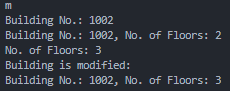 m
Building No.: 1002
Building No.: 1002, No. of Floors: 2
No. of Floors: 3
Building is modified:
Building No.: 1002, No. of Floors: 3